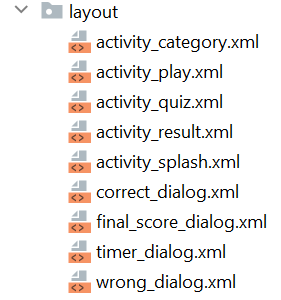 layout
activity_category.xml
activity_play.xml
activity_quiz.xml
activity_result.xml
activity_splash.xml
correct_dialog.xml
final_score_dialog.xml
timer_dialog.xml
wrong_dialog.xml